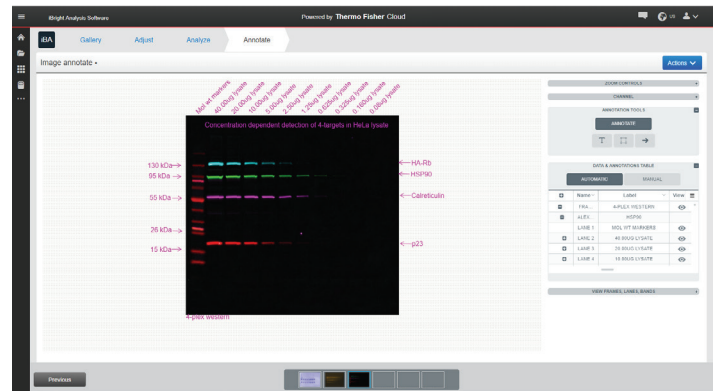 iBright Analysis Software
Powered by Thermo Fisher Cloud
US
iBA
Gallery
Adjust
Analyze
Annotate
Image annotate
Actions
Mol wt markers
40.00ug lysate
20.00ug lysate
10.00ug lysate
5.00ug lysate
2.50ug lysate
1.25ug lysate
0.625ug lysate
0.325ug lysate
0.160ug lysate
0.08ug lysate
Concentration dependent detection of 4-targets in HeLa lysate
130 kDa
95 kDa
55 kDa
26 kDa
15 kDa
HA-Rb
HSP90
Calreticulin
p23
4-plex western
ZOOM CONTROLS
CHANNEL
ANNOTATION TOOLS
ANNOTATE
T
DATA & ANNOTATIONS TABLE
AUTOMATIC MANUAL
Name Label View
FRA... 4-PLEX WESTERN
ALEX... HSP90
LANE 1 MOL WT MARKERS
LANE 2 40.00UG LYSATE
LANE 3 20.00UG LYSATE
LANE 4 10.00UG LYSATE
VIEW FRAMES, LANES, BANDS
Previous